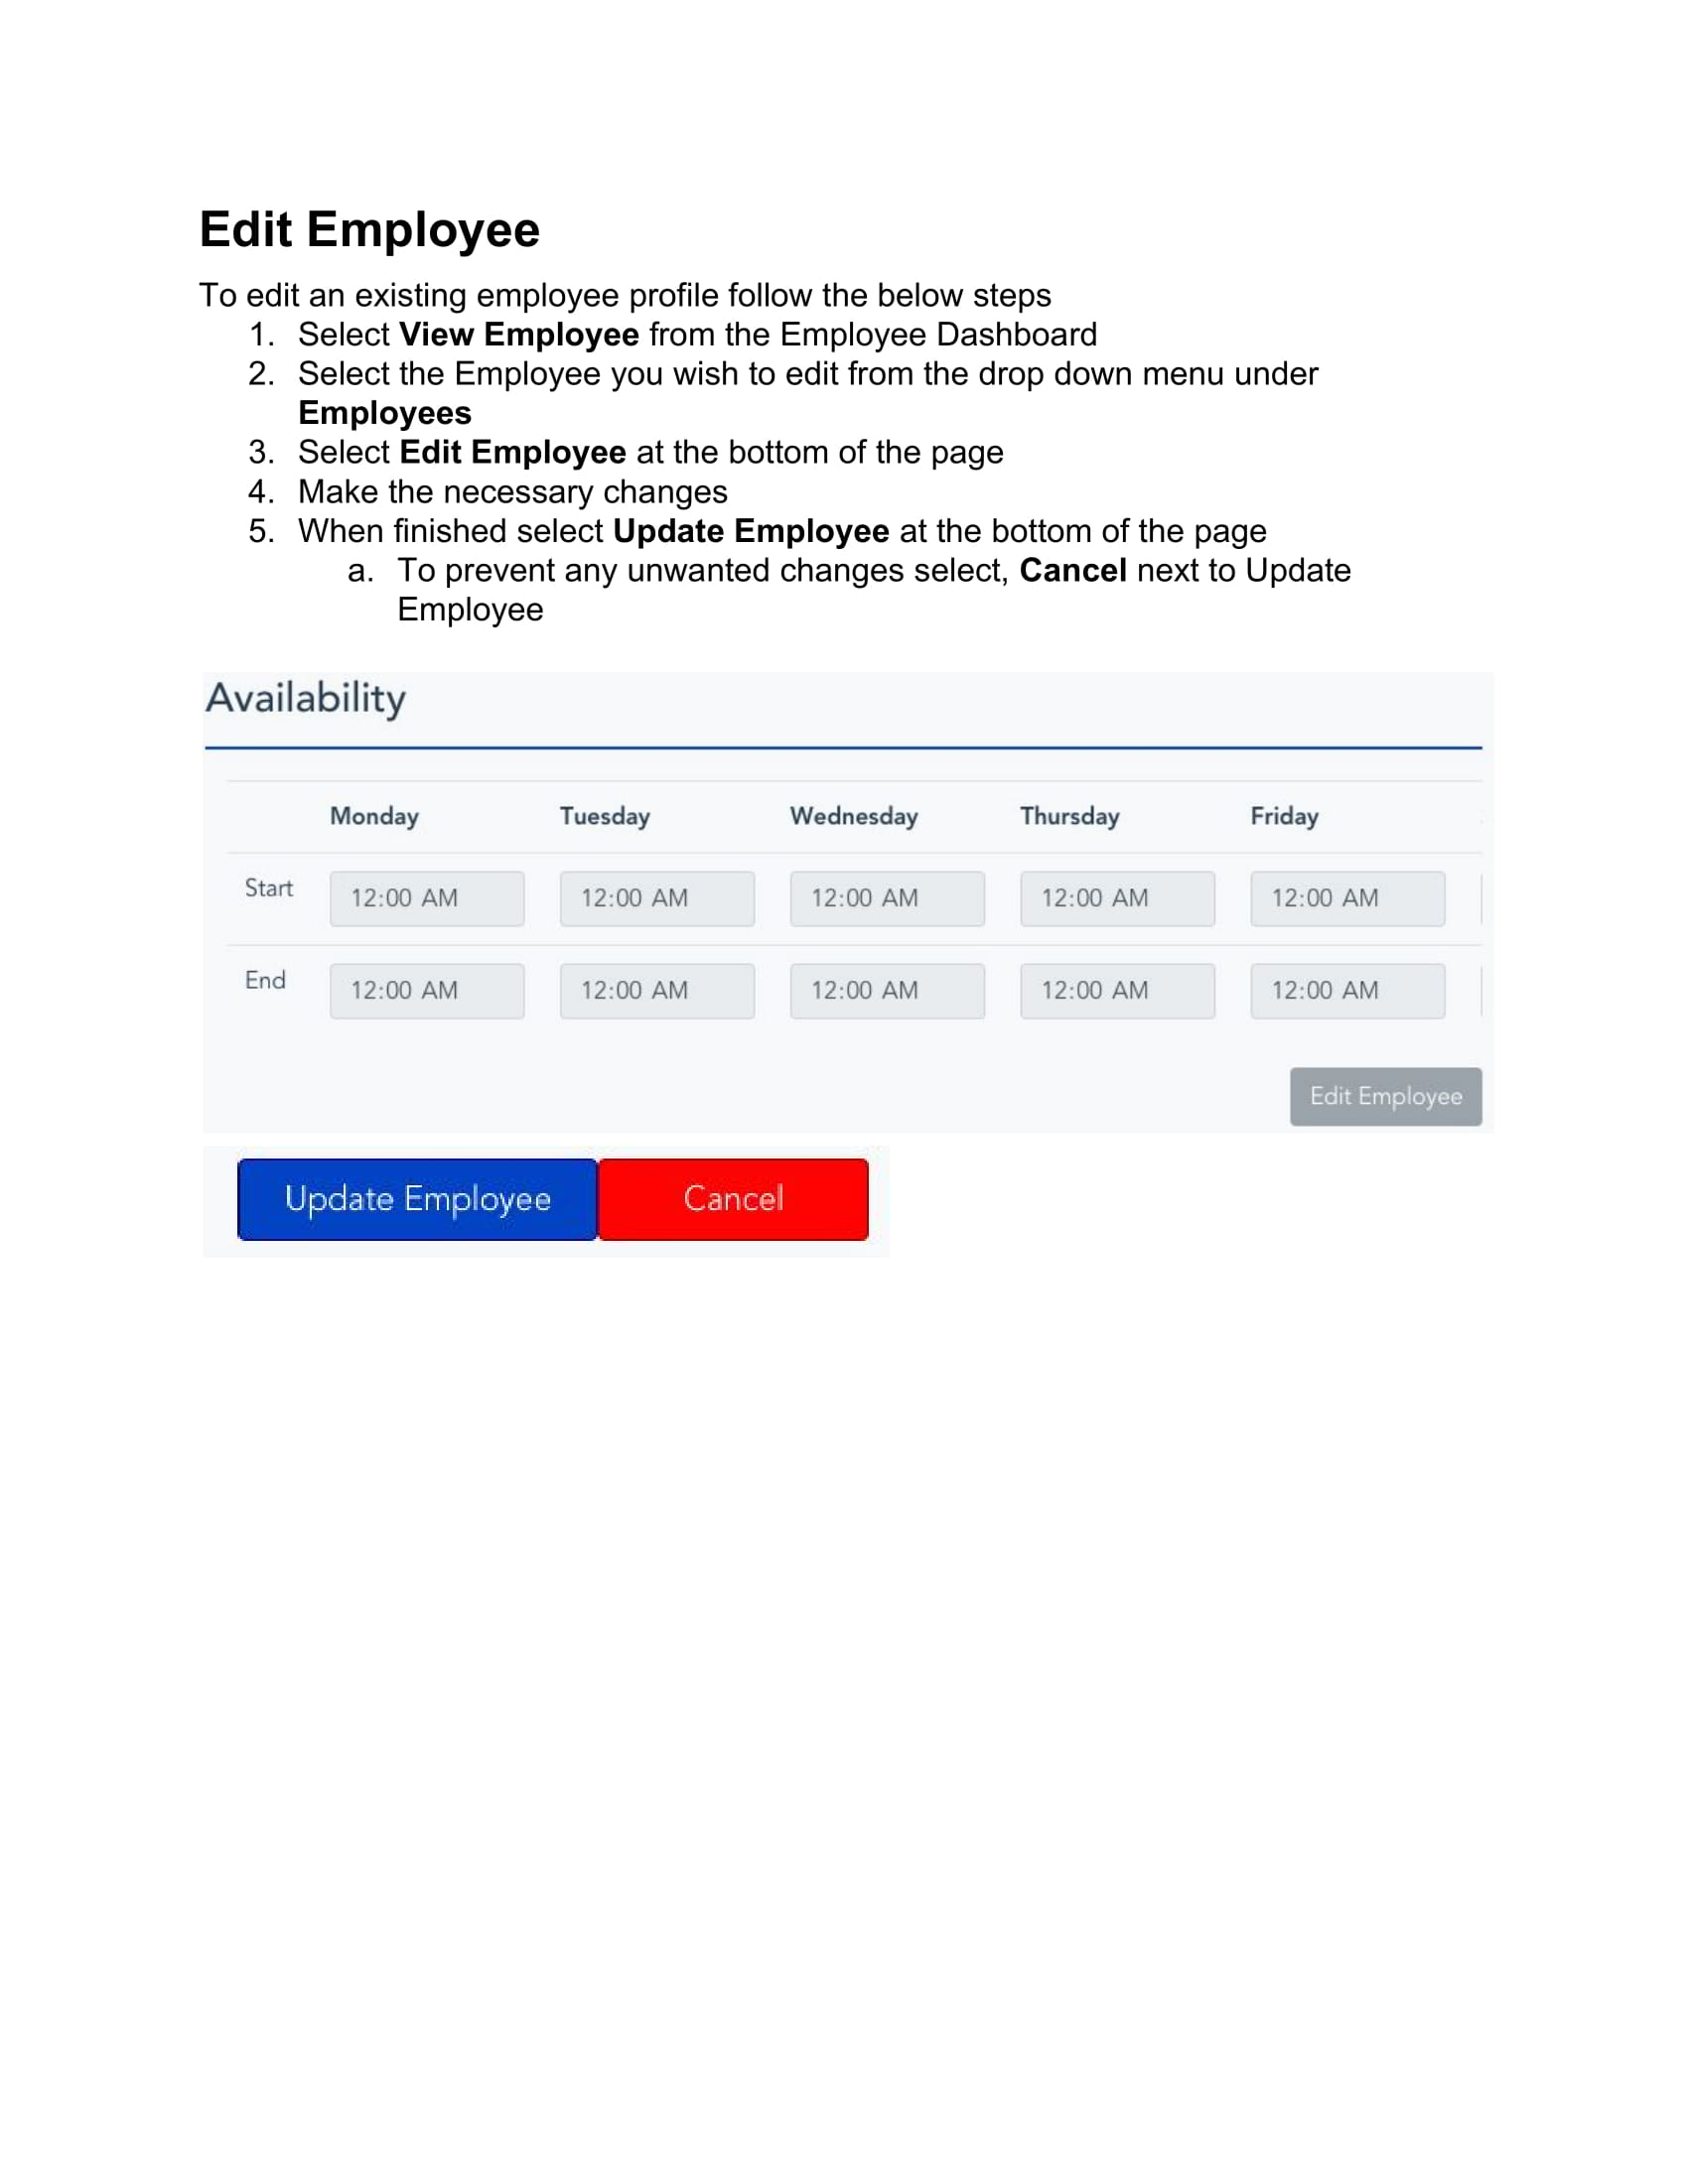 Edit Employee
To edit an existing employee profile follow the below steps
1. Select View Employee from the Employee Dashboard
2. Select the Employee you wish to edit from the drop down menu under
Employees
3. Select Edit Employee at the bottom of the page
4. Make the necessary changes
5. When finished select Update Employee at the bottom of the page
a. To prevent any unwanted changes select, Cancel next to Update
Employee
Availability
Monday Tuesday Wednesday Thursday Friday
Start 12:00 AM 12:00 AM 12:00 AM 12:00 AM 12:00 AM
End 12:00 AM 12:00 AM 12:00 AM 12:00 AM 12:00 AM
Edit Employee
Update Employee Cancel